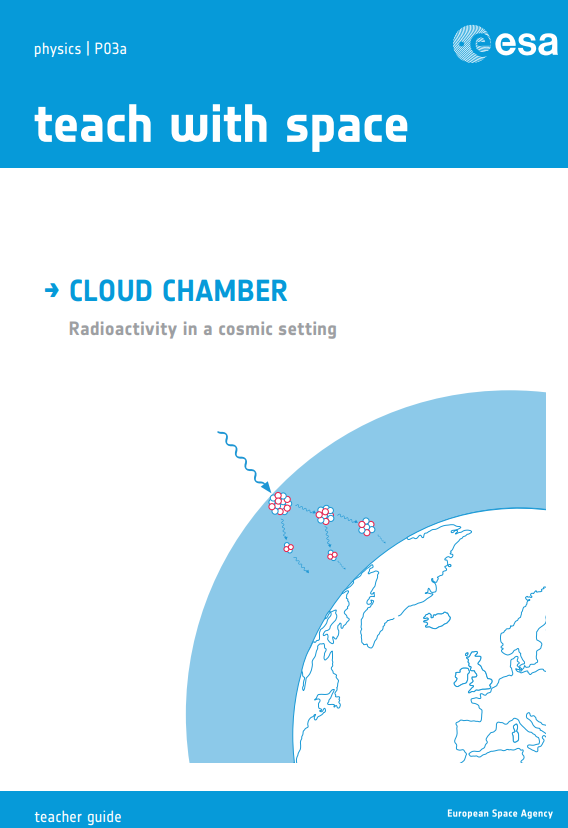 physics | P03a
esa
teach with space
→ CLOUD CHAMBER
Radioactivity in a cosmic setting
teacher guide
European Space Agency